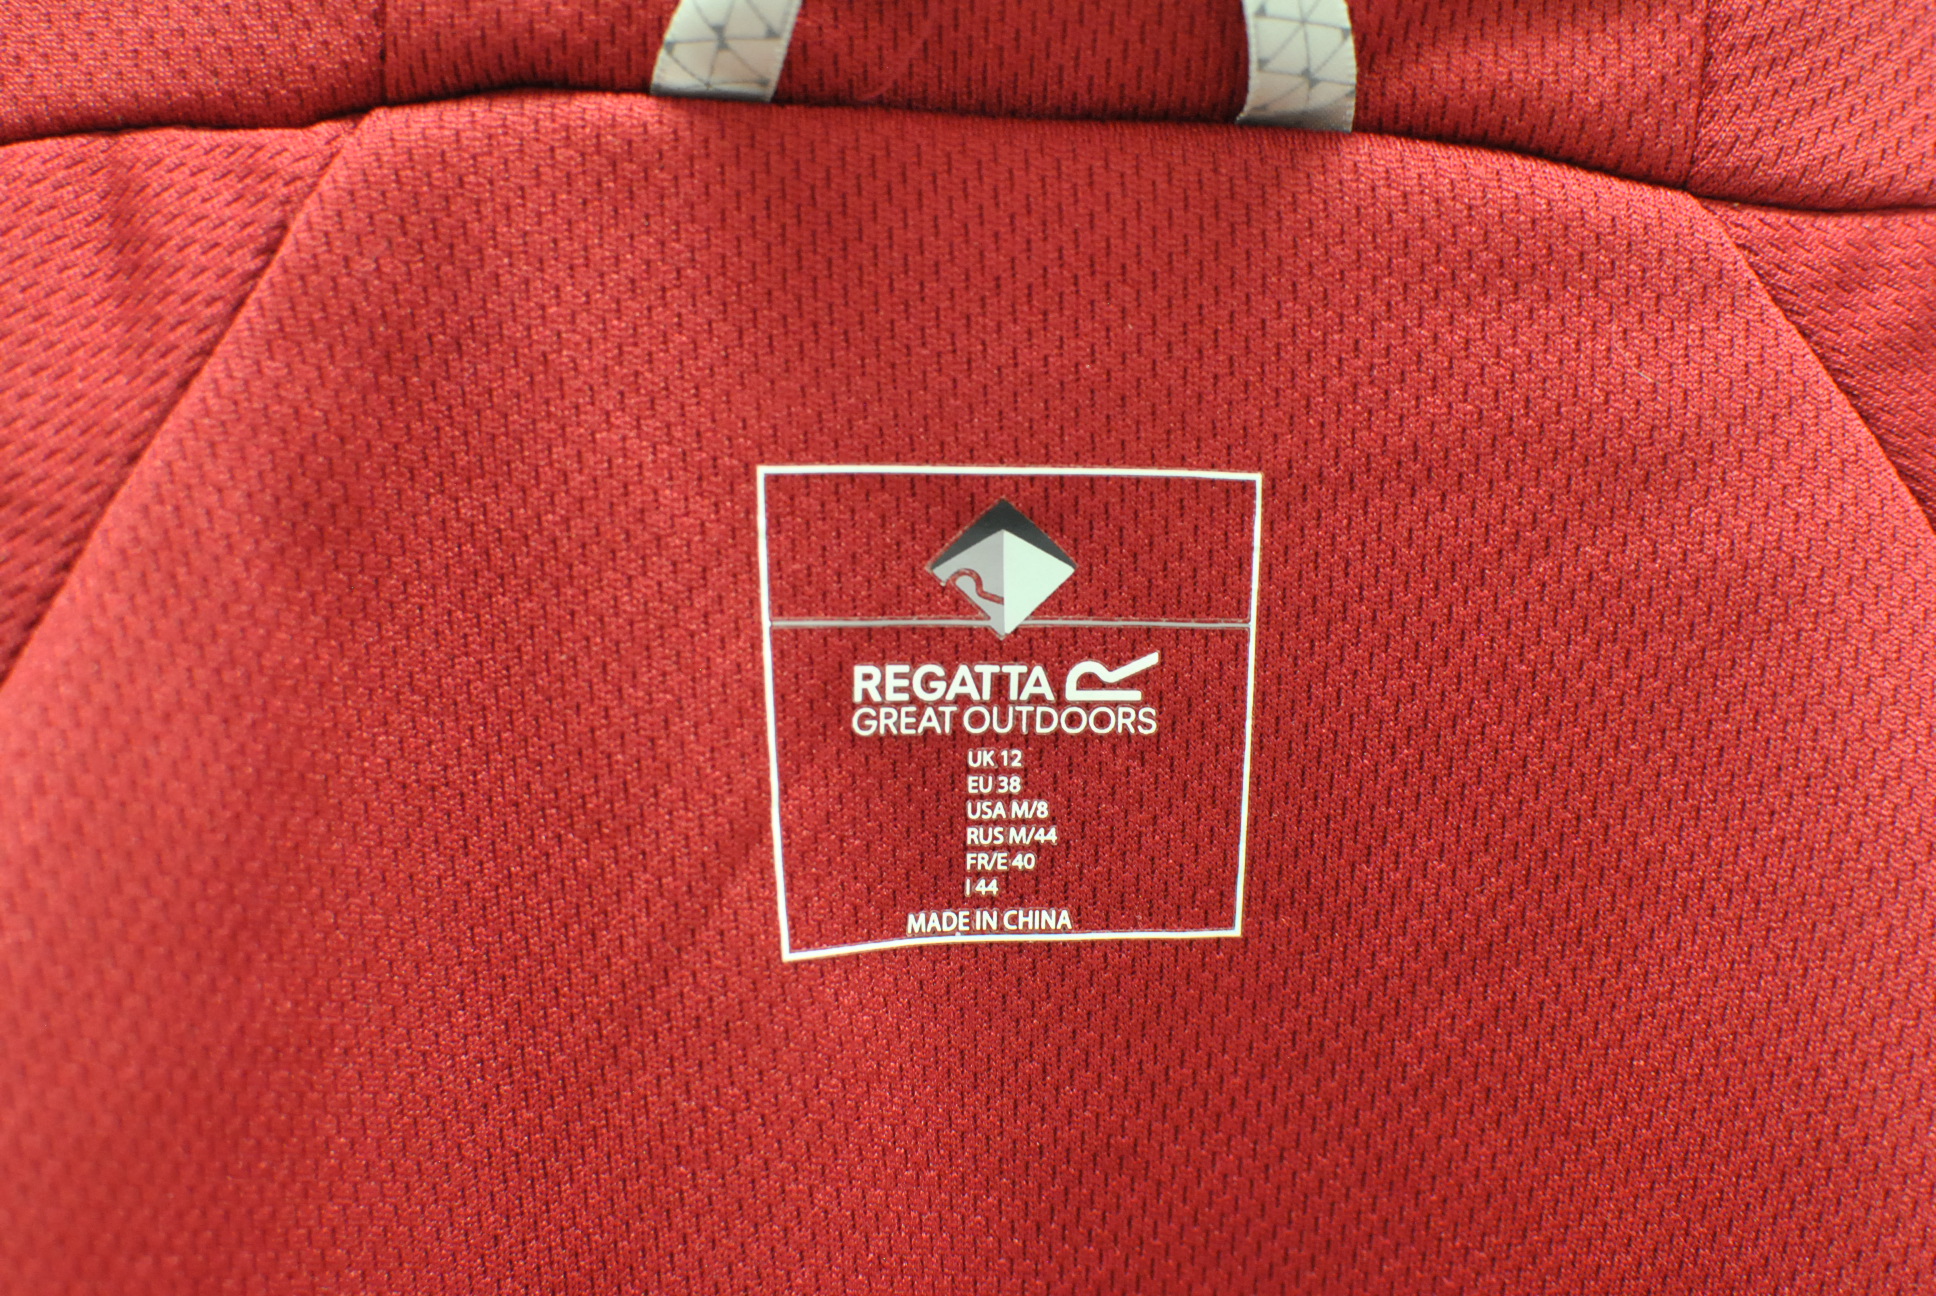 REGATTA R
GREAT OUTDOORS
UK 12
EU 38
USA M/8
RUS M/44
FR/E 40
I 44
MADE IN CHINA